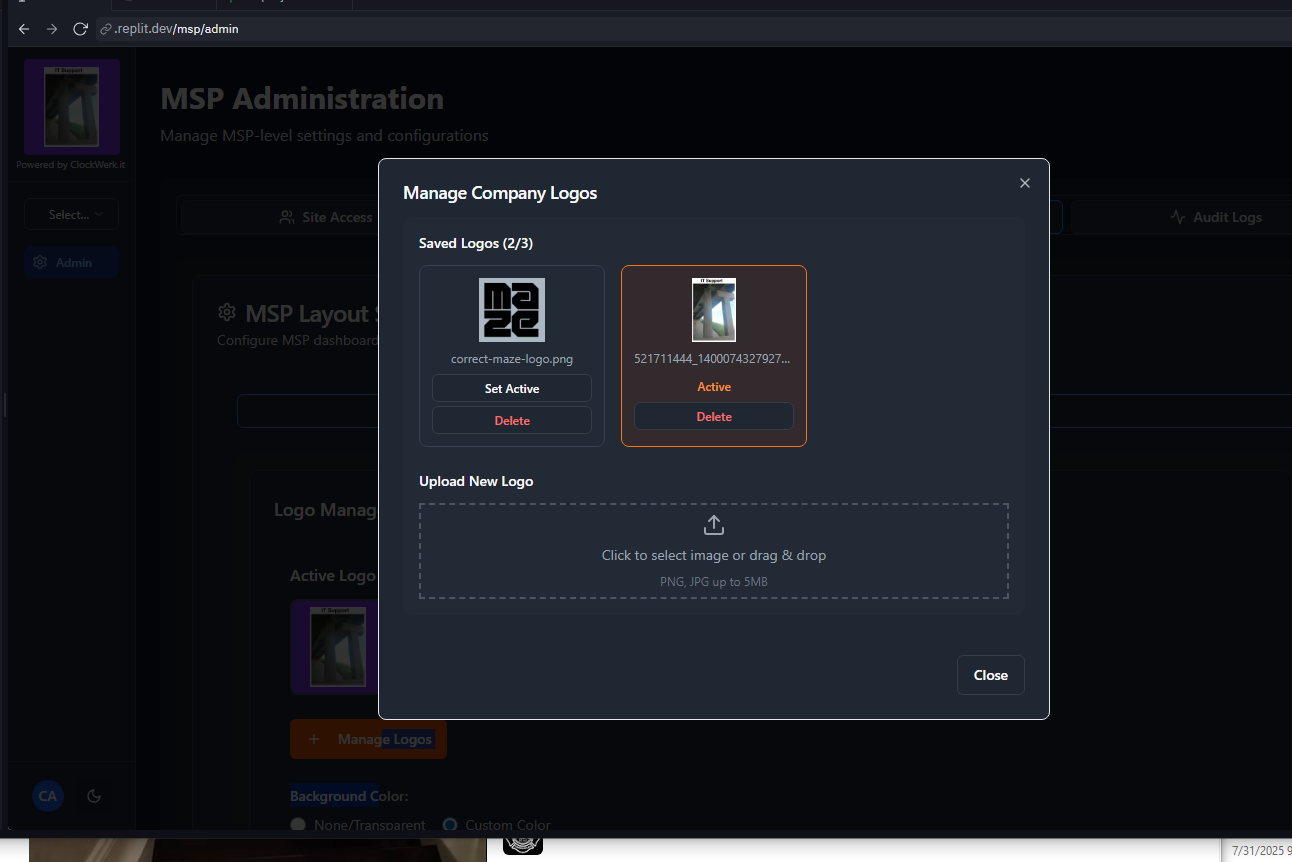 .replit.dev/msp/admin
IT Support
Powered by ClockWerk.it
Select...
Admin
MSP Administration
Manage MSP-level settings and configurations
Site Access
Audit Logs
MSP Layout S
Configure MSP dashboard
Logo Manag
Active Logo
IT Support
Manage Logos
Background Color:
None/Transparent
Custom Color
CA
Manage Company Logos
Saved Logos (2/3)
maze
correct-maze-logo.png
Set Active
Delete
IT Support
521711444_1400074327927...
Active
Delete
Upload New Logo
Click to select image or drag & drop
PNG, JPG up to 5MB
Close
7/31/2025 9